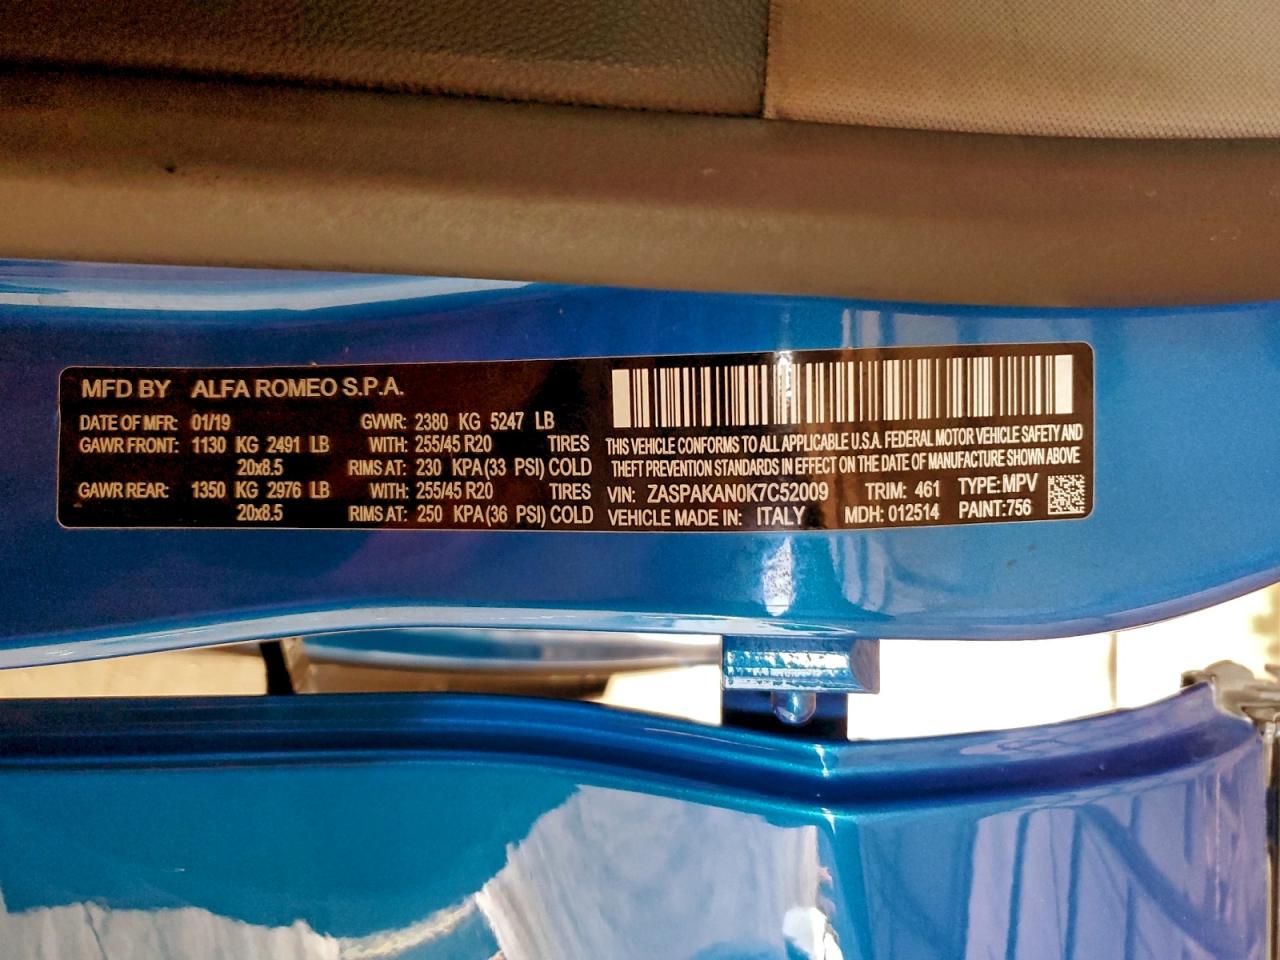 MFD BY ALFA ROMEO S.P.A.
DATE OF MFR: 01/19 GVWR: 2380 KG 5247 LB
GAWR FRONT: 1130 KG 2491 LB WITH: 255/45 R20 TIRES
20x8.5 RIMS AT: 230 KPA (33 PSI) COLD
GAWR REAR: 1350 KG 2976 LB WITH: 255/45 R20 TIRES
20x8.5 RIMS AT: 250 KPA (36 PSI) COLD
THIS VEHICLE CONFORMS TO ALL APPLICABLE U.S.A. FEDERAL MOTOR VEHICLE SAFETY AND
THEFT PREVENTION STANDARDS IN EFFECT ON THE DATE OF MANUFACTURE SHOWN ABOVE
VIN: ZASPAKAN0K7C52009 TRIM: 461 TYPE: MPV
VEHICLE MADE IN: ITALY MDH: 012514 PAINT: 756